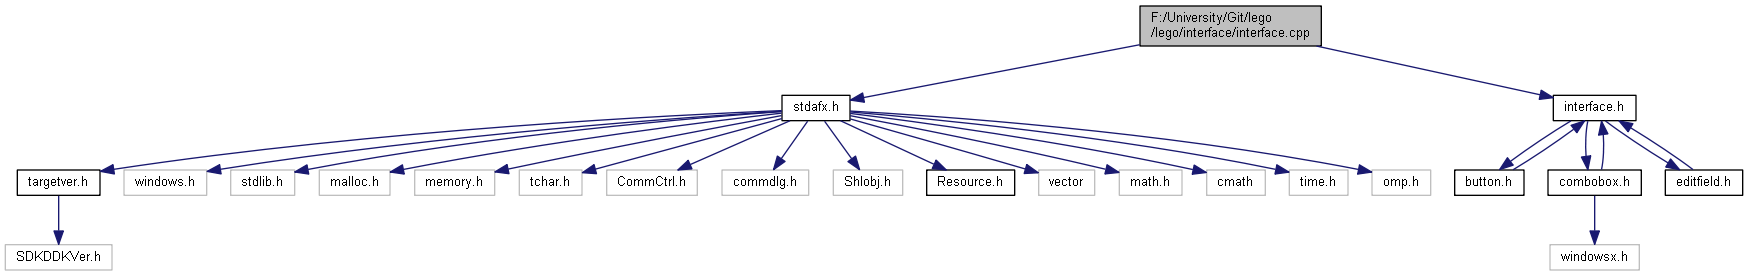 F:/University/Git/lego
/lego/interface/interface.cpp
stdafx.h
interface.h
targetver.h
windows.h
stdlib.h
malloc.h
memory.h
tchar.h
CommCtrl.h
commdlg.h
Shlobj.h
Resource.h
vector
math.h
cmath
time.h
omp.h
button.h
combobox.h
editfield.h
SDKDDKVer.h
windowsx.h